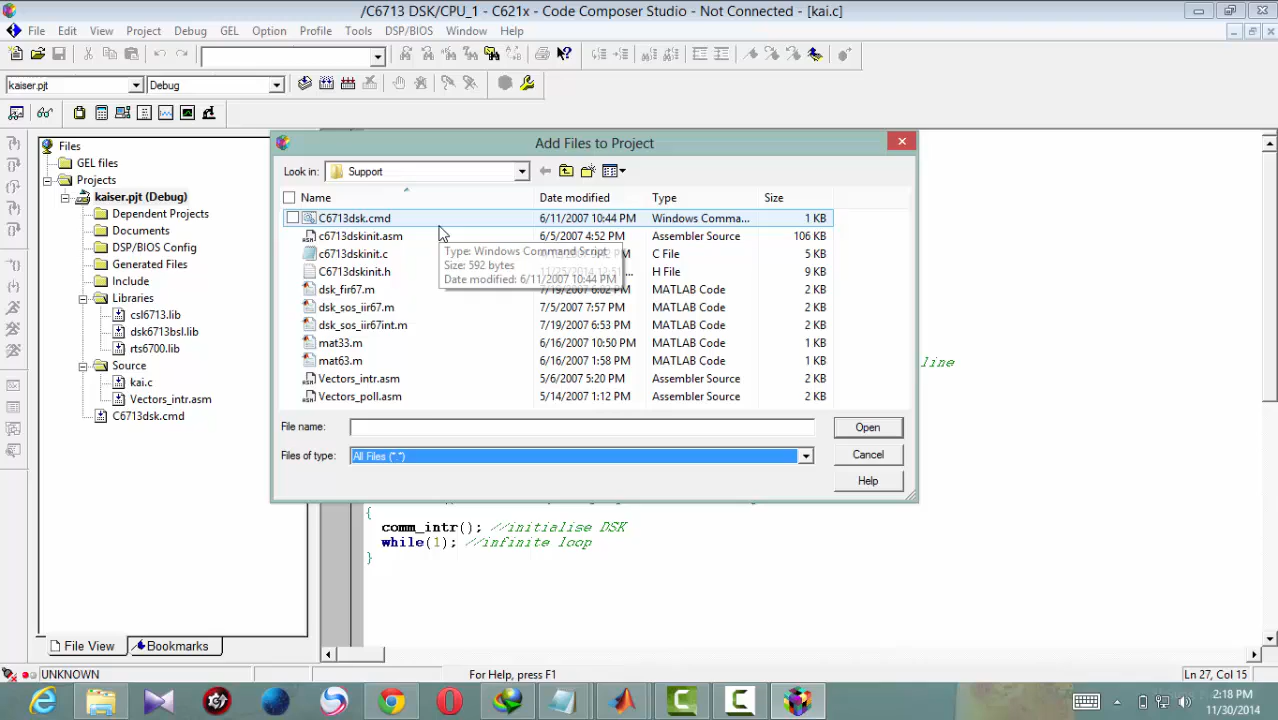 /C6713 DSK/CPU_1 - C621x - Code Composer Studio - Not Connected - [kai.c]
File Edit View Project Debug GEL Option Profile Tools DSP/BIOS Window Help
kaiser.pjt Debug
Files
GEL files
Projects
kaiser.pjt (Debug)
Dependent Projects
Documents
DSP/BIOS Config
Generated Files
Include
Libraries
csl6713.lib
dsk6713bsl.lib
rts6700.lib
Source
kai.c
Vectors_intr.asm
C6713dsk.cmd
File View Bookmarks
Add Files to Project
Look in: Support
Name Date modified Type Size
C6713dsk.cmd 6/11/2007 10:44 PM Windows Comma... 1 KB
c6713dskinit.asm 6/5/2007 4:52 PM Assembler Source 106 KB
c6713dskinit.c C File 5 KB
C6713dskinit.h H File 9 KB
Type: Windows Command Script
Size: 592 bytes
Date modified: 6/11/2007 10:44 PM
dsk_fir67.m 7/19/2007 6:02 PM MATLAB Code 2 KB
dsk_sos_iir67.m 7/5/2007 7:57 PM MATLAB Code 2 KB
dsk_sos_iir67int.m 7/19/2007 6:53 PM MATLAB Code 2 KB
mat33.m 6/16/2007 10:50 PM MATLAB Code 1 KB
mat63.m 6/16/2007 1:58 PM MATLAB Code 1 KB
Vectors_intr.asm 5/6/2007 5:20 PM Assembler Source 2 KB
Vectors_poll.asm 5/14/2007 1:12 PM Assembler Source 2 KB
File name: Open
Files of type: All Files (*.*) Cancel
Help
line
{
comm_intr(); //initialise DSK
while(1); //infinite loop
}
UNKNOWN For Help, press F1 Ln 27, Col 15
2:18 PM
11/30/2014